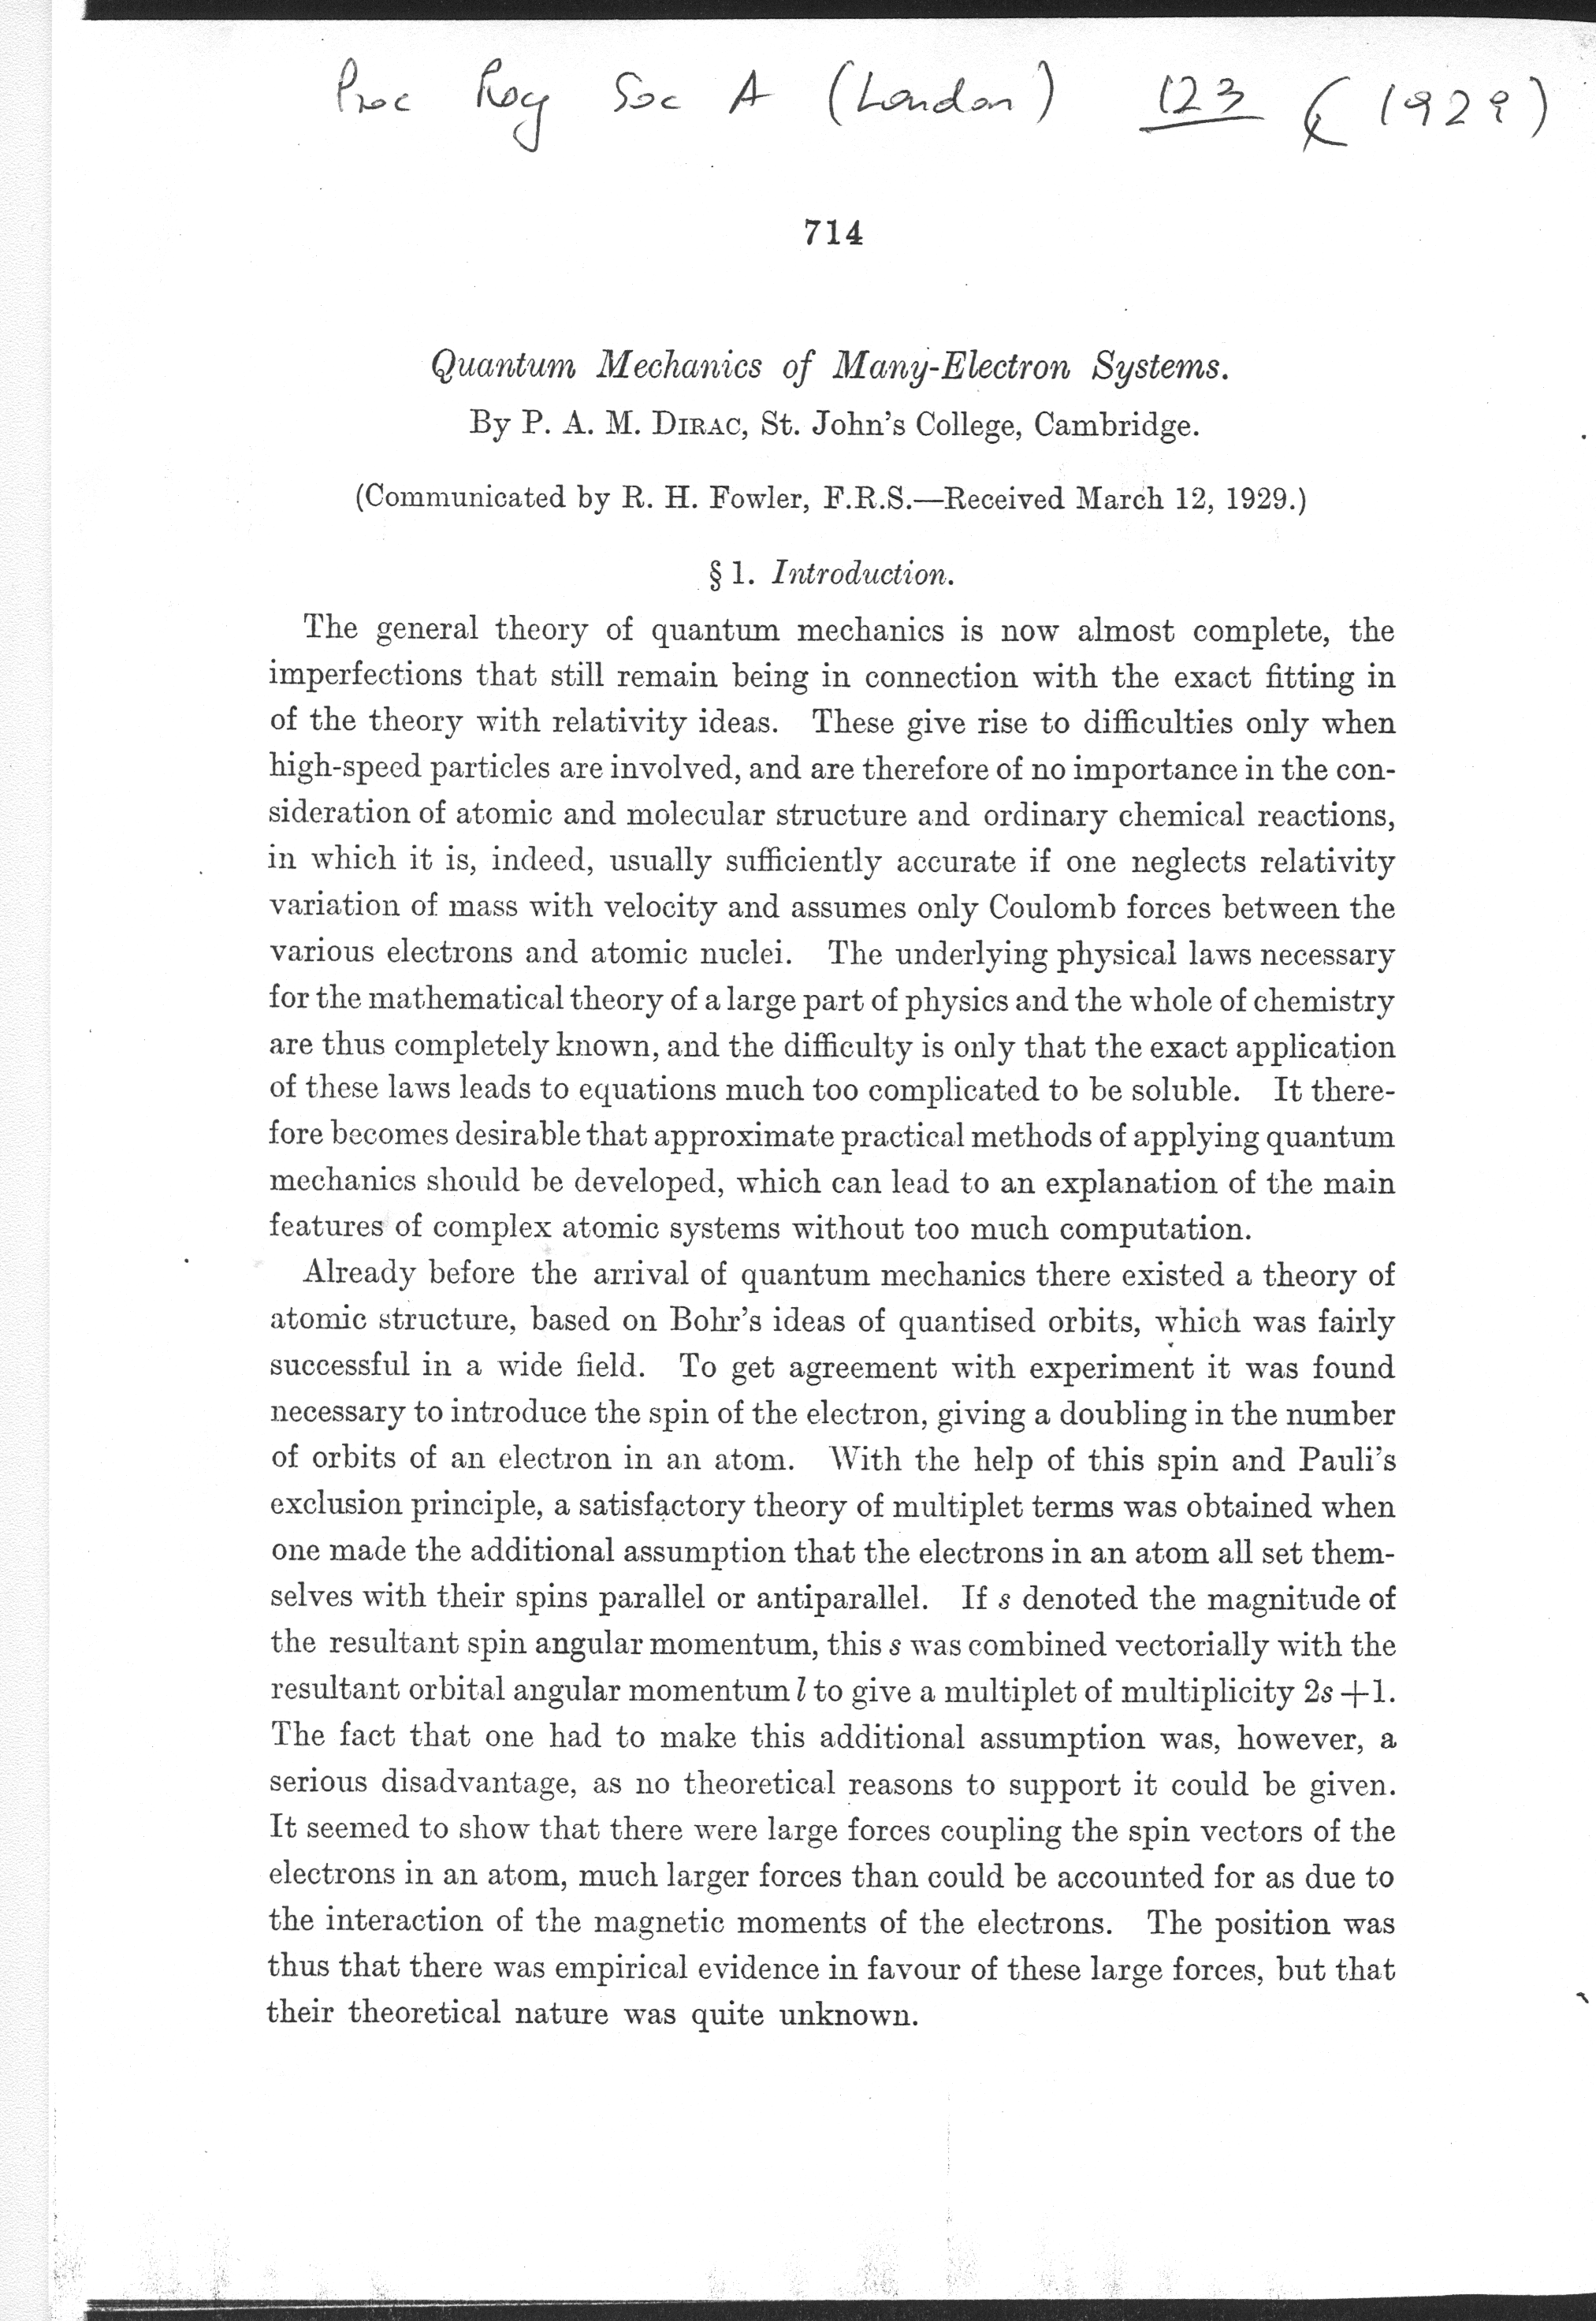 Proc Roy Soc A (London) 123 (1929)
714
Quantum Mechanics of Many-Electron Systems.
By P. A. M. DIRAC, St. John's College, Cambridge.
(Communicated by R. H. Fowler, F.R.S.—Received March 12, 1929.)
§ 1. Introduction.
The general theory of quantum mechanics is now almost complete, the
imperfections that still remain being in connection with the exact fitting in
of the theory with relativity ideas. These give rise to difficulties only when
high-speed particles are involved, and are therefore of no importance in the con-
sideration of atomic and molecular structure and ordinary chemical reactions,
in which it is, indeed, usually sufficiently accurate if one neglects relativity
variation of mass with velocity and assumes only Coulomb forces between the
various electrons and atomic nuclei. The underlying physical laws necessary
for the mathematical theory of a large part of physics and the whole of chemistry
are thus completely known, and the difficulty is only that the exact application
of these laws leads to equations much too complicated to be soluble. It there-
fore becomes desirable that approximate practical methods of applying quantum
mechanics should be developed, which can lead to an explanation of the main
features of complex atomic systems without too much computation.
Already before the arrival of quantum mechanics there existed a theory of
atomic structure, based on Bohr's ideas of quantised orbits, which was fairly
successful in a wide field. To get agreement with experiment it was found
necessary to introduce the spin of the electron, giving a doubling in the number
of orbits of an electron in an atom. With the help of this spin and Pauli's
exclusion principle, a satisfactory theory of multiplet terms was obtained when
one made the additional assumption that the electrons in an atom all set them-
selves with their spins parallel or antiparallel. If s denoted the magnitude of
the resultant spin angular momentum, this s was combined vectorially with the
resultant orbital angular momentum l to give a multiplet of multiplicity 2s +1.
The fact that one had to make this additional assumption was, however, a
serious disadvantage, as no theoretical reasons to support it could be given.
It seemed to show that there were large forces coupling the spin vectors of the
electrons in an atom, much larger forces than could be accounted for as due to
the interaction of the magnetic moments of the electrons. The position was
thus that there was empirical evidence in favour of these large forces, but that
their theoretical nature was quite unknown.